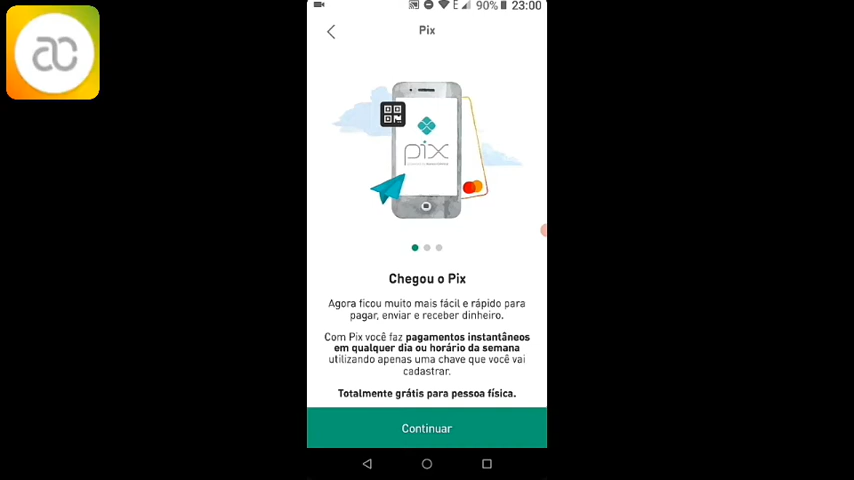 E 90% 23:00
Pix
ac
pix
Chegou o Pix
Agora ficou muito mais fácil e rápido para
pagar, enviar e receber dinheiro.
Com Pix você faz pagamentos instantâneos
em qualquer dia ou horário da semana
utilizando apenas uma chave que você vai
cadastrar.
Totalmente grátis para pessoa física.
Continuar